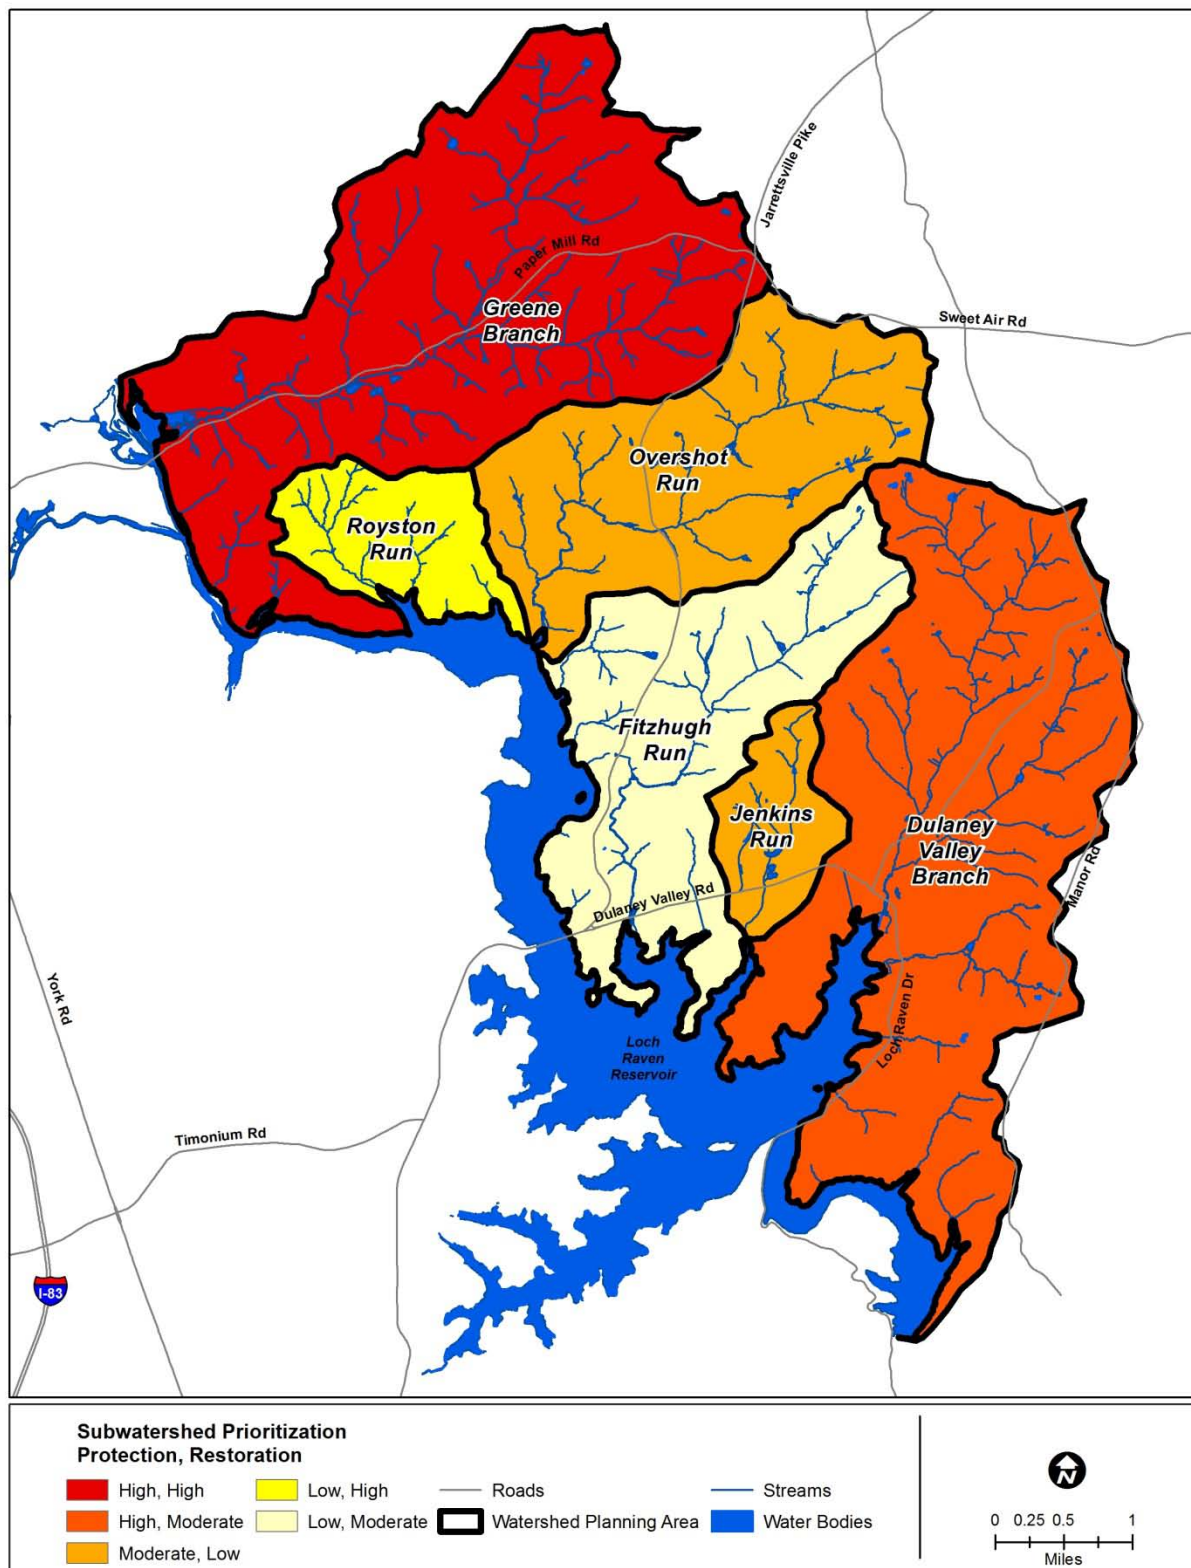 Jarrettsville Pike
Paper Mill Rd
Greene
Branch
Sweet Air Rd
Overshot
Run
Royston
Run
Fitzhugh
Run
Jenkins
Run
Dulaney
Valley
Branch
Manor Rd
Dulaney Valley Rd
York Rd
Loch Raven Dr
Loch
Raven
Reservoir
Timonium Rd
I-83
Subwatershed Prioritization
Protection, Restoration
High, High
Low, High
Roads
Streams
High, Moderate
Low, Moderate
Watershed Planning Area
Water Bodies
Moderate, Low
N
0 0.25 0.5 1
Miles